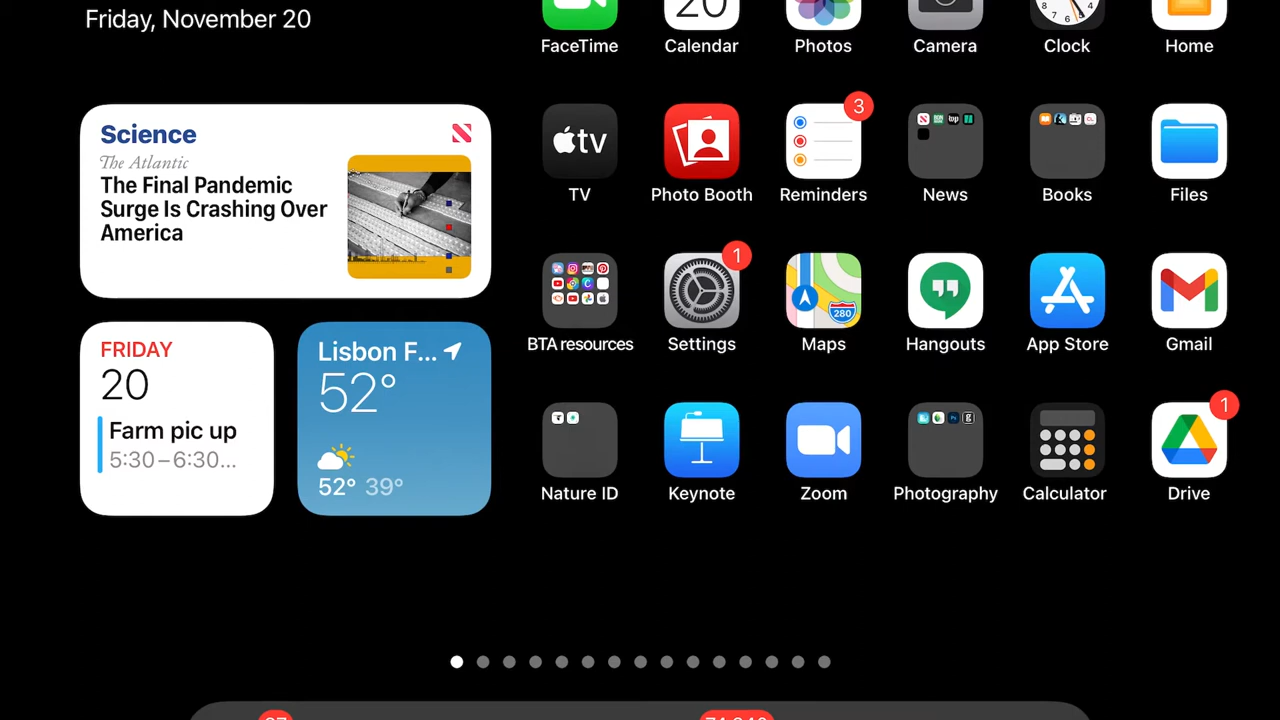 Friday, November 20
FaceTime
20
Calendar
Photos
Camera
Clock
Home
Science
The Atlantic
The Final Pandemic
Surge Is Crashing Over
America
tv
TV
Photo Booth
3
Reminders
News
Books
Files
BTA resources
1
Settings
280
Maps
Hangouts
App Store
Gmail
FRIDAY
20
Farm pic up
5:30–6:30...
Lisbon F...
52°
52° 39°
Nature ID
Keynote
Zoom
Photography
Calculator
1
Drive